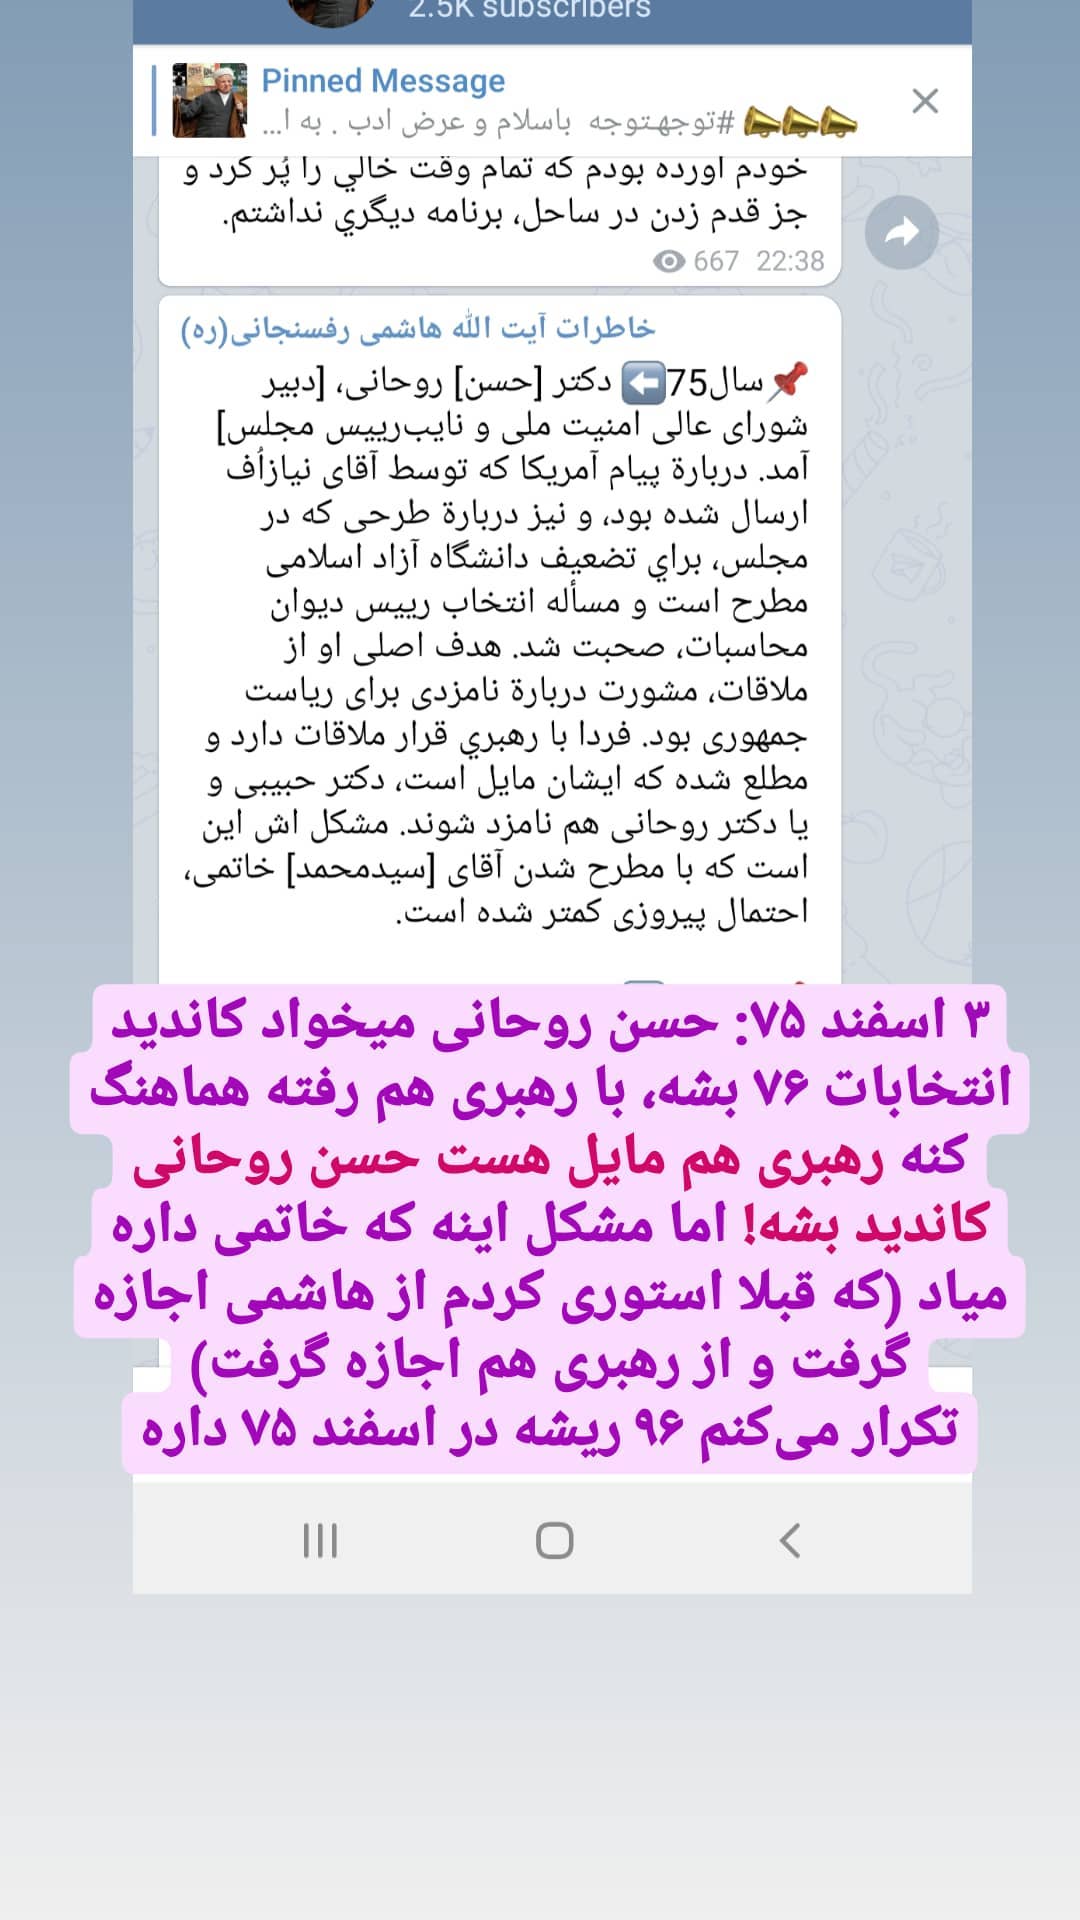 2.5K subscribers
Pinned Message
#توجه‌توجه باسلام و عرض ادب . به ا...
خودم آورده بودم که تمام وقت خالي را پُر کرد و
جز قدم زدن در ساحل، برنامه ديگري نداشتم.
667 22:38
خاطرات آیت الله هاشمی رفسنجانی(ره)
📌سال75⬅️ دکتر [حسن] روحانی، [دبیر
شورای عالی امنیت ملی و نایب‌رییس مجلس]
آمد. دربارة پیام آمریکا که توسط آقای نیازاُف
ارسال شده بود، و نیز دربارة طرحی که در
مجلس، براي تضعیف دانشگاه آزاد اسلامی
مطرح است و مسأله انتخاب رییس دیوان
محاسبات، صحبت شد. هدف اصلی او از
ملاقات، مشورت دربارة نامزدی برای ریاست
جمهوری بود. فردا با رهبري قرار ملاقات دارد و
مطلع شده که ایشان مایل است، دکتر حبیبی و
یا دکتر روحانی هم نامزد شوند. مشکل اش این
است که با مطرح شدن آقای [سیدمحمد] خاتمی،
احتمال پیروزی کمتر شده است.
۳ اسفند ۷۵: حسن روحانی میخواد کاندید
انتخابات ۷۶ بشه، با رهبری هم رفته هماهنگ
کنه رهبری هم مایل هست حسن روحانی
کاندید بشه! اما مشکل اینه که خاتمی داره
میاد (که قبلا استوری کردم از هاشمی اجازه
گرفت و از رهبری هم اجازه گرفت)
تکرار می‌کنم ۹۶ ریشه در اسفند ۷۵ داره